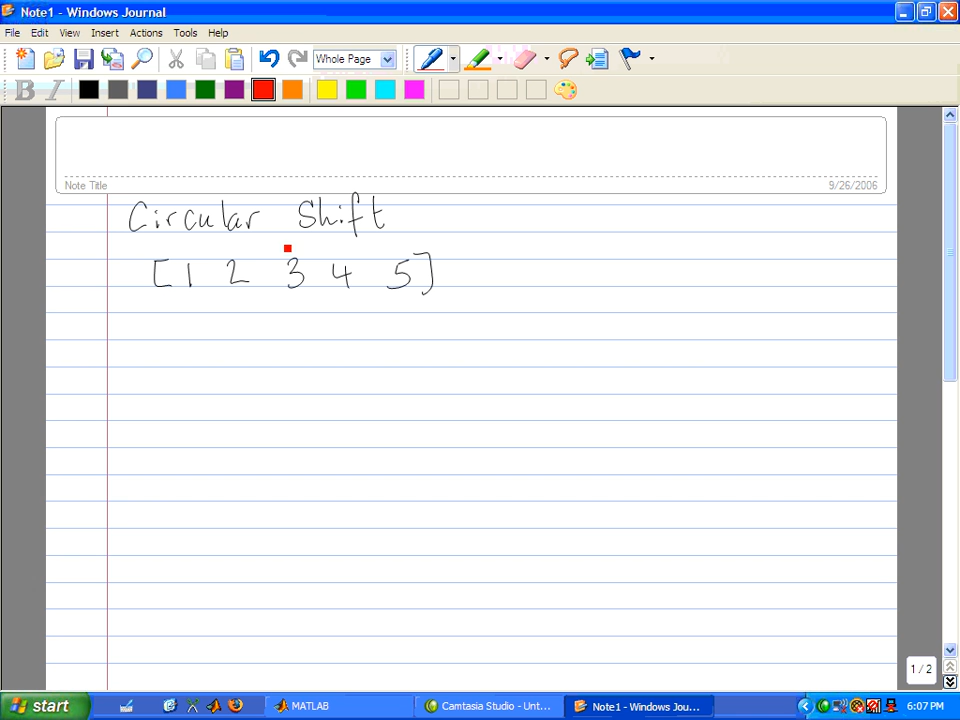 Note1 - Windows Journal
File Edit View Insert Actions Tools Help
Whole Page
B I
Note Title
9/26/2006
Circular Shift
[1 2 3 4 5]
1 / 2
start
MATLAB
Camtasia Studio - Unt...
Note1 - Windows Jou...
6:07 PM